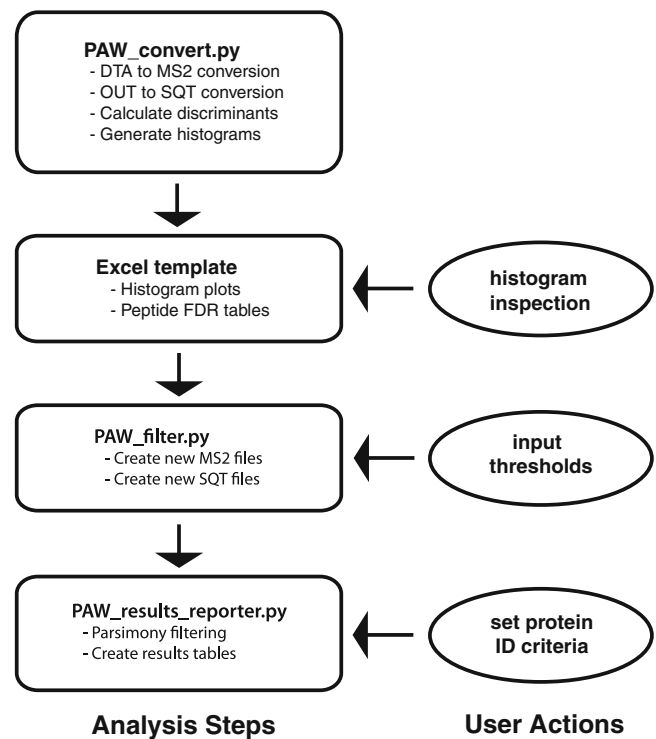 PAW_convert.py
- DTA to MS2 conversion
- OUT to SQT conversion
- Calculate discriminants
- Generate histograms
Excel template
- Histogram plots
- Peptide FDR tables
histogram
inspection
PAW_filter.py
- Create new MS2 files
- Create new SQT files
input
thresholds
PAW_results_reporter.py
- Parsimony filtering
- Create results tables
set protein
ID criteria
Analysis Steps
User Actions